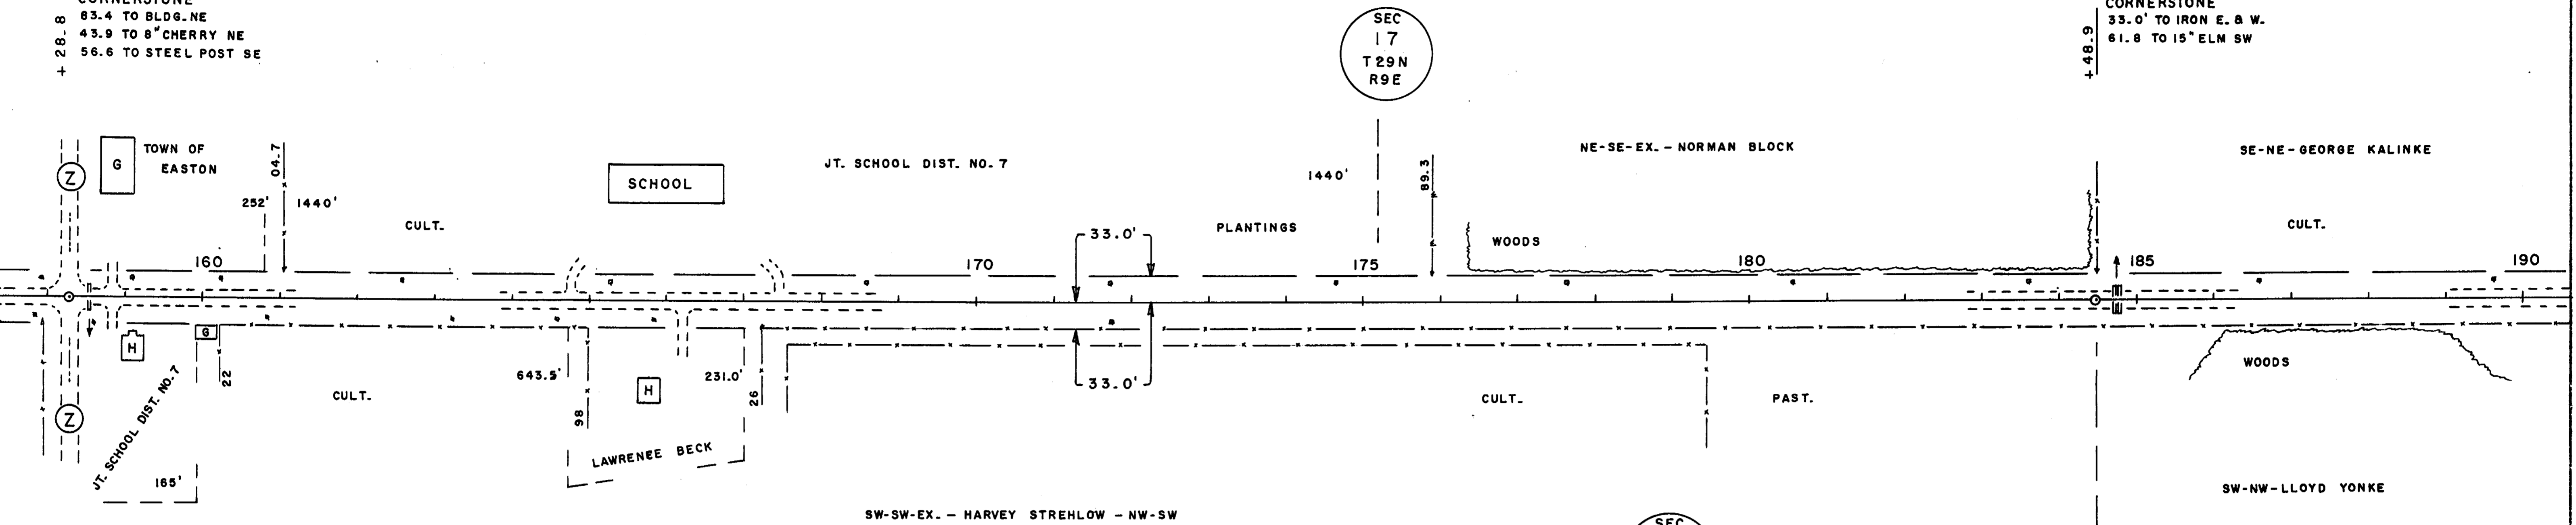 CORNERSTONE
83.4 TO BLDG. NE
43.9 TO 8" CHERRY NE
56.6 TO STEEL POST SE
+ 28.8
SEC
17
T29N
R9E
CORNERSTONE
33.0' TO IRON E. & W.
61.8 TO 15" ELM SW
+48.9
Z
G
TOWN OF
EASTON
04.7
252'
1440'
CULT.
SCHOOL
JT. SCHOOL DIST. NO. 7
PLANTINGS
1440'
89.3
NE-SE-EX. - NORMAN BLOCK
WOODS
SE-NE-GEORGE KALINKE
CULT.
160
170
33.0'
175
180
185
190
H
G
22
JT. SCHOOL DIST. NO. 7
165'
Z
CULT.
643.5'
98
H
231.0'
26
LAWRENCE BECK
33.0'
CULT.
PAST.
WOODS
SW-NW-LLOYD YONKE
SW-SW-EX. - HARVEY STREHLOW - NW-SW
SEC